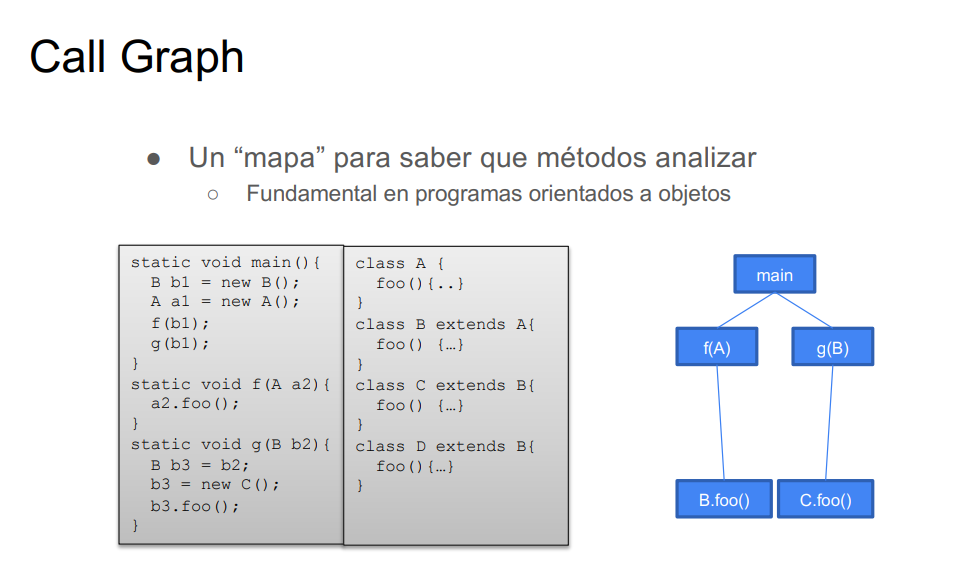 Call Graph
● Un “mapa” para saber que métodos analizar
○ Fundamental en programas orientados a objetos
static void main(){
B b1 = new B();
A a1 = new A();
f(b1);
g(b1);
}
static void f(A a2){
a2.foo();
}
static void g(B b2){
B b3 = b2;
b3 = new C();
b3.foo();
}
class A {
foo(){..}
}
class B extends A{
foo() {…}
}
class C extends B{
foo() {…}
}
class D extends B{
foo(){…}
}
main
f(A)
g(B)
B.foo()
C.foo()